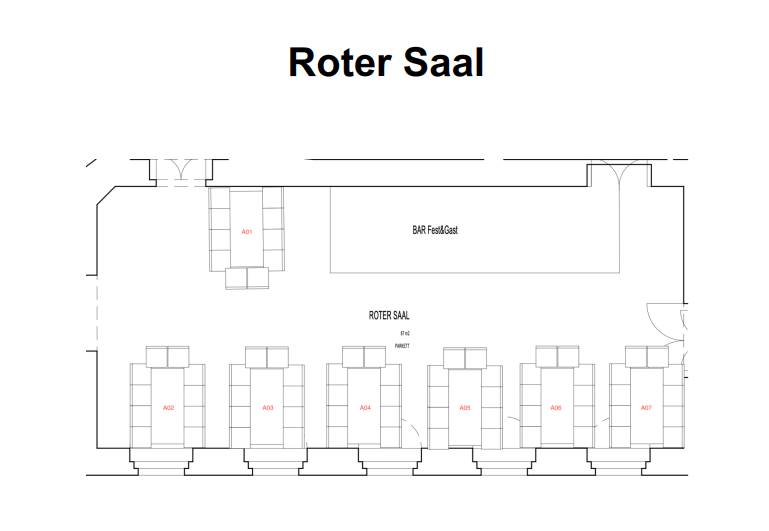 Roter Saal
A01
BAR Fest&Gast
ROTER SAAL
87 m2
PARKETT
A02
A03
A04
A05
A06
A07